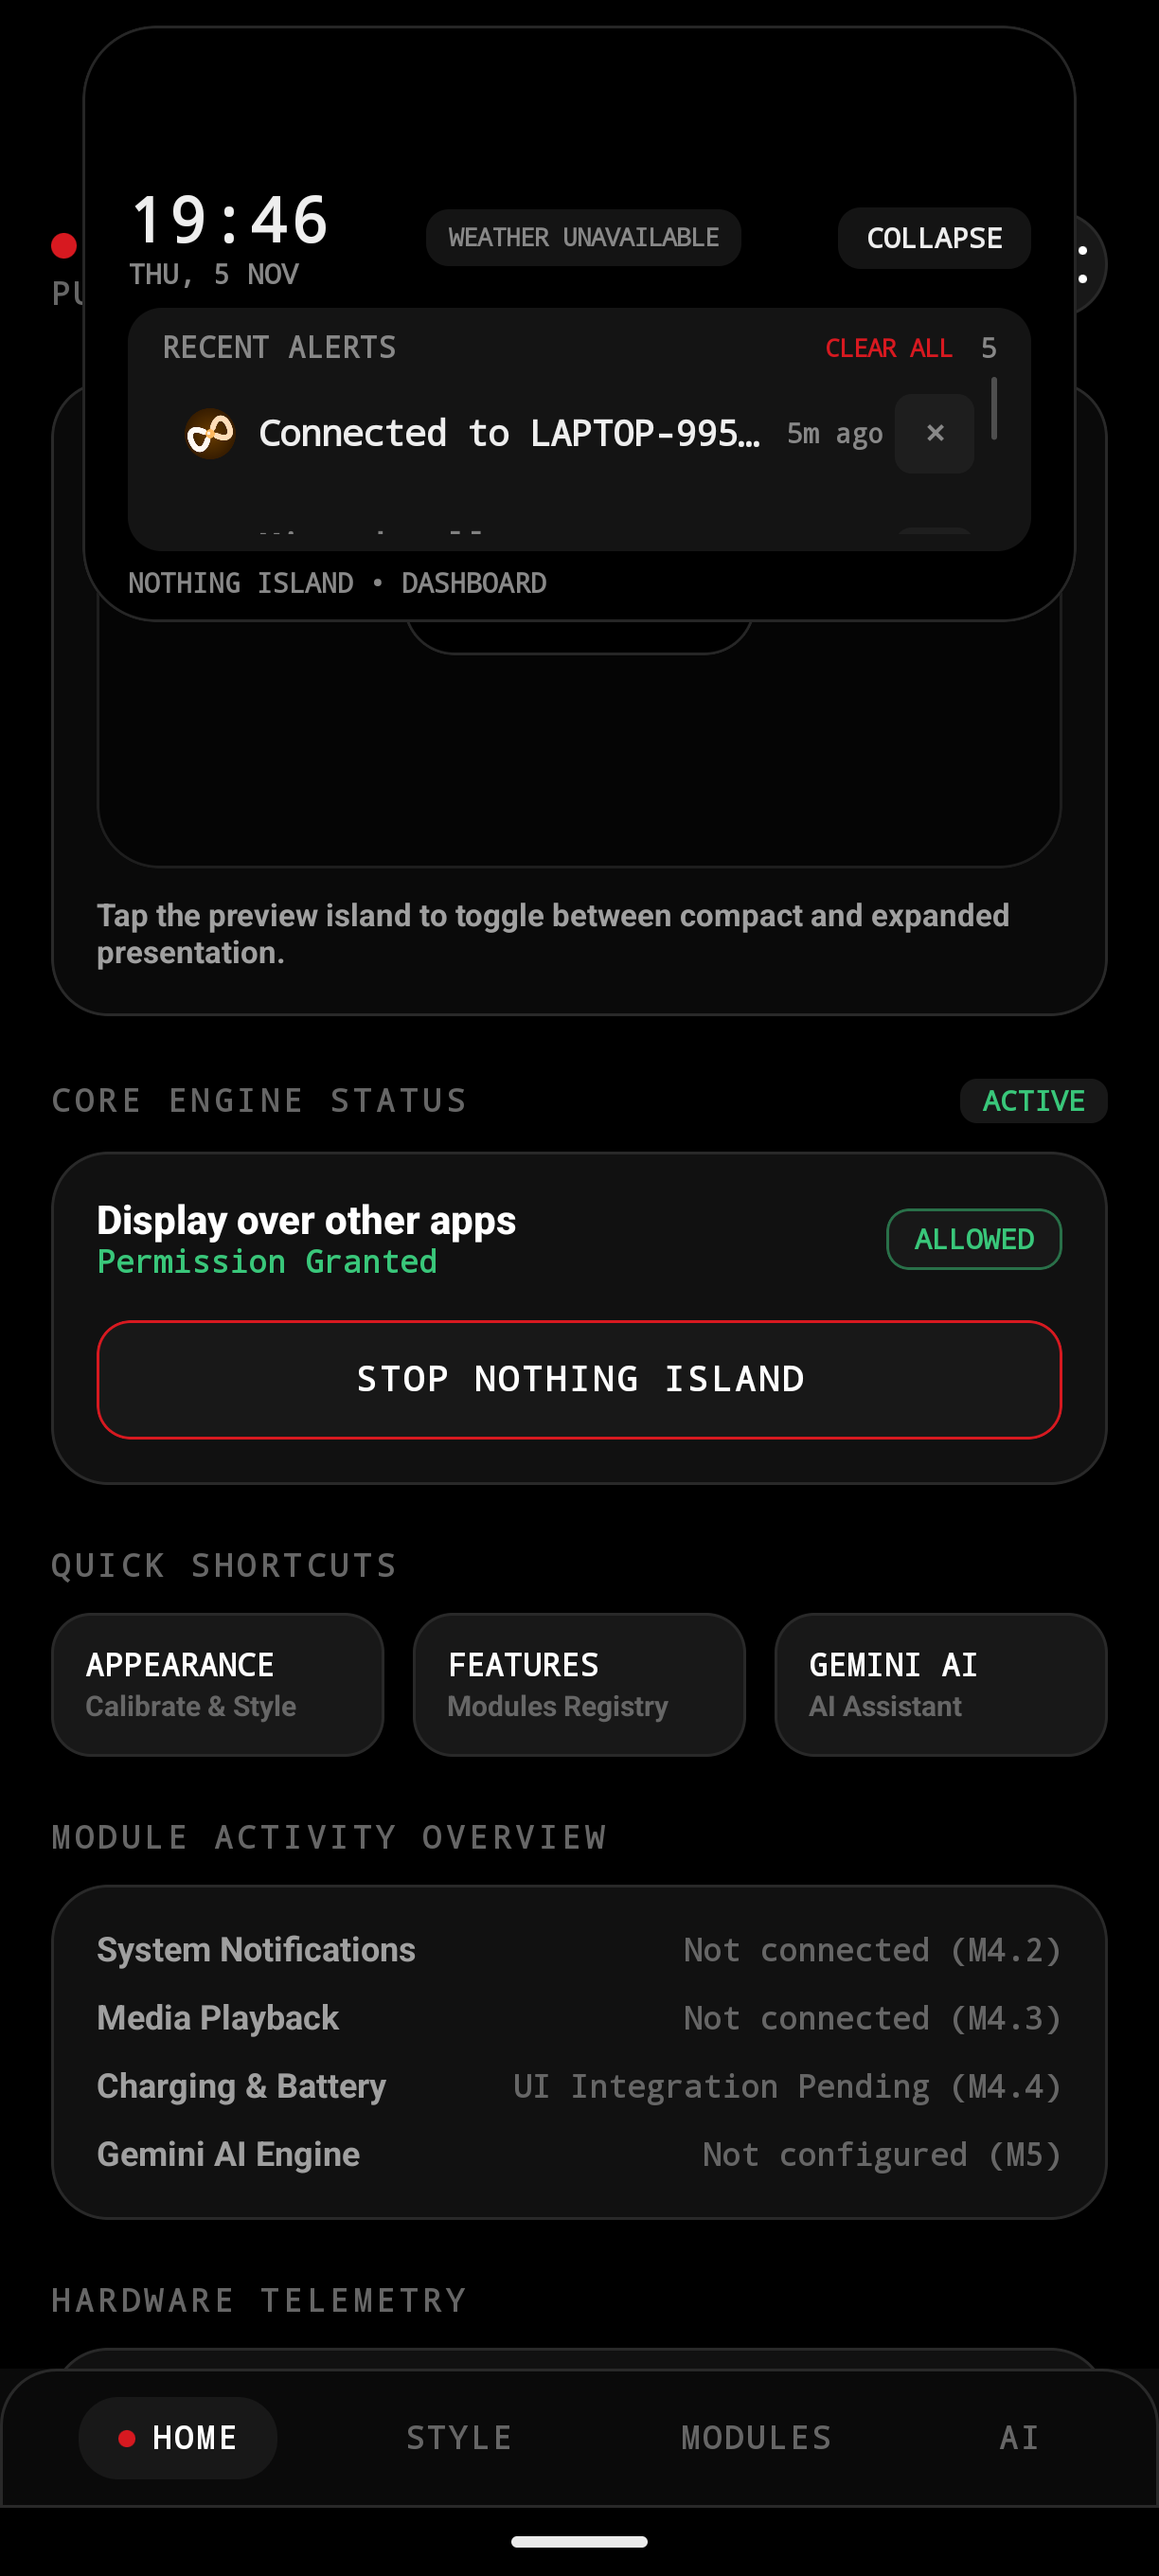 19:46
THU, 5 NOV
WEATHER UNAVAILABLE
COLLAPSE
RECENT ALERTS
CLEAR ALL 5
Connected to LAPTOP-995… 5m ago ×
NOTHING ISLAND • DASHBOARD
Tap the preview island to toggle between compact and expanded
presentation.
CORE ENGINE STATUS
ACTIVE
Display over other apps
Permission Granted
ALLOWED
STOP NOTHING ISLAND
QUICK SHORTCUTS
APPEARANCE
Calibrate & Style
FEATURES
Modules Registry
GEMINI AI
AI Assistant
MODULE ACTIVITY OVERVIEW
System Notifications Not connected (M4.2)
Media Playback Not connected (M4.3)
Charging & Battery UI Integration Pending (M4.4)
Gemini AI Engine Not configured (M5)
HARDWARE TELEMETRY
HOME STYLE MODULES AI